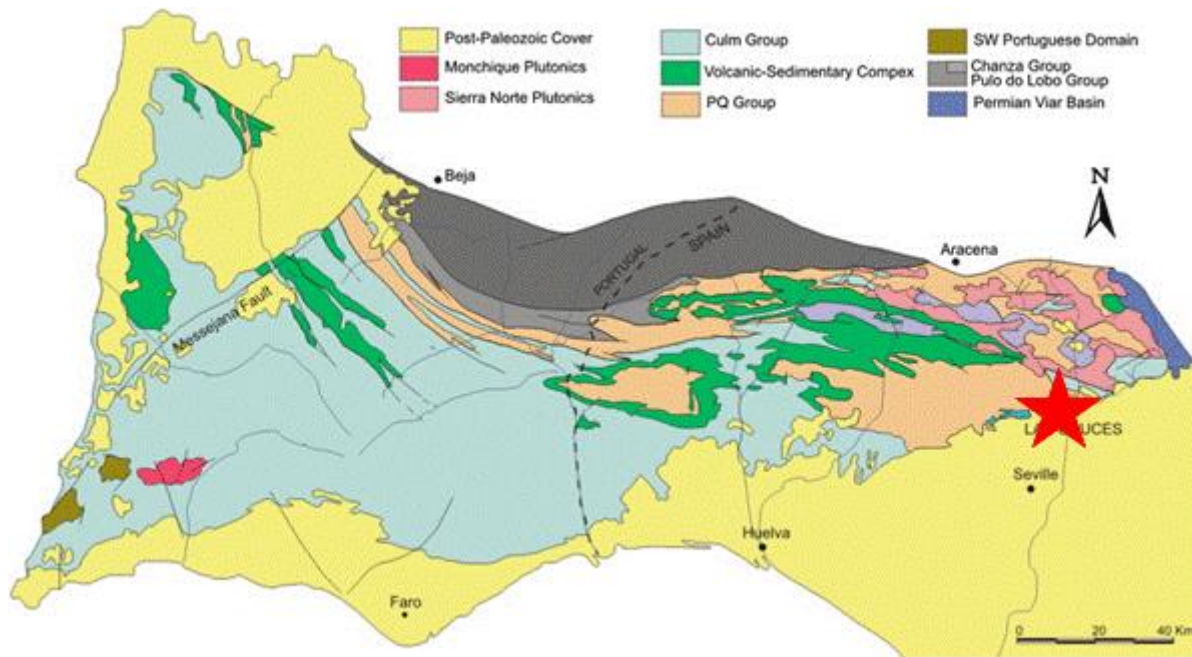 Post-Paleozoic Cover
Monchique Plutonics
Sierra Norte Plutonics
Culm Group
Volcanic-Sedimentary Compex
PQ Group
SW Portuguese Domain
Chanza Group
Pulo do Lobo Group
Permian Viar Basin
N
Beja
PORTUGAL
SPAIN
Aracena
Messejana Fault
Seville
Huelva
Faro
0 20 40 Km